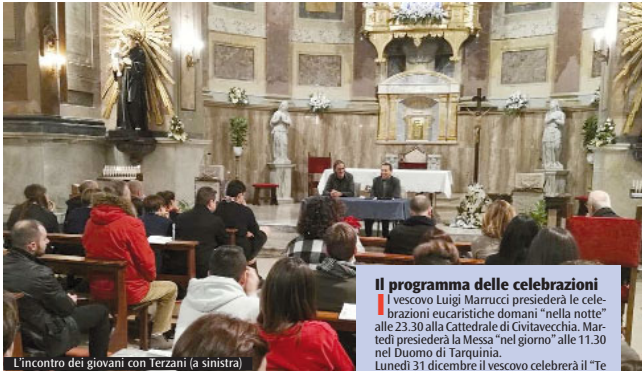 L'incontro dei giovani con Terzani (a sinistra)
Il programma delle celebrazioni
Il vescovo Luigi Marrucci presiederà le cele-
brazioni eucaristiche domani "nella notte"
alle 23.30 alla Cattedrale di Civitavecchia. Mar-
tedì presiederà la Messa "nel giorno" alle 11.30
nel Duomo di Tarquinia.
Lunedì 31 dicembre il vescovo celebrerà il "Te